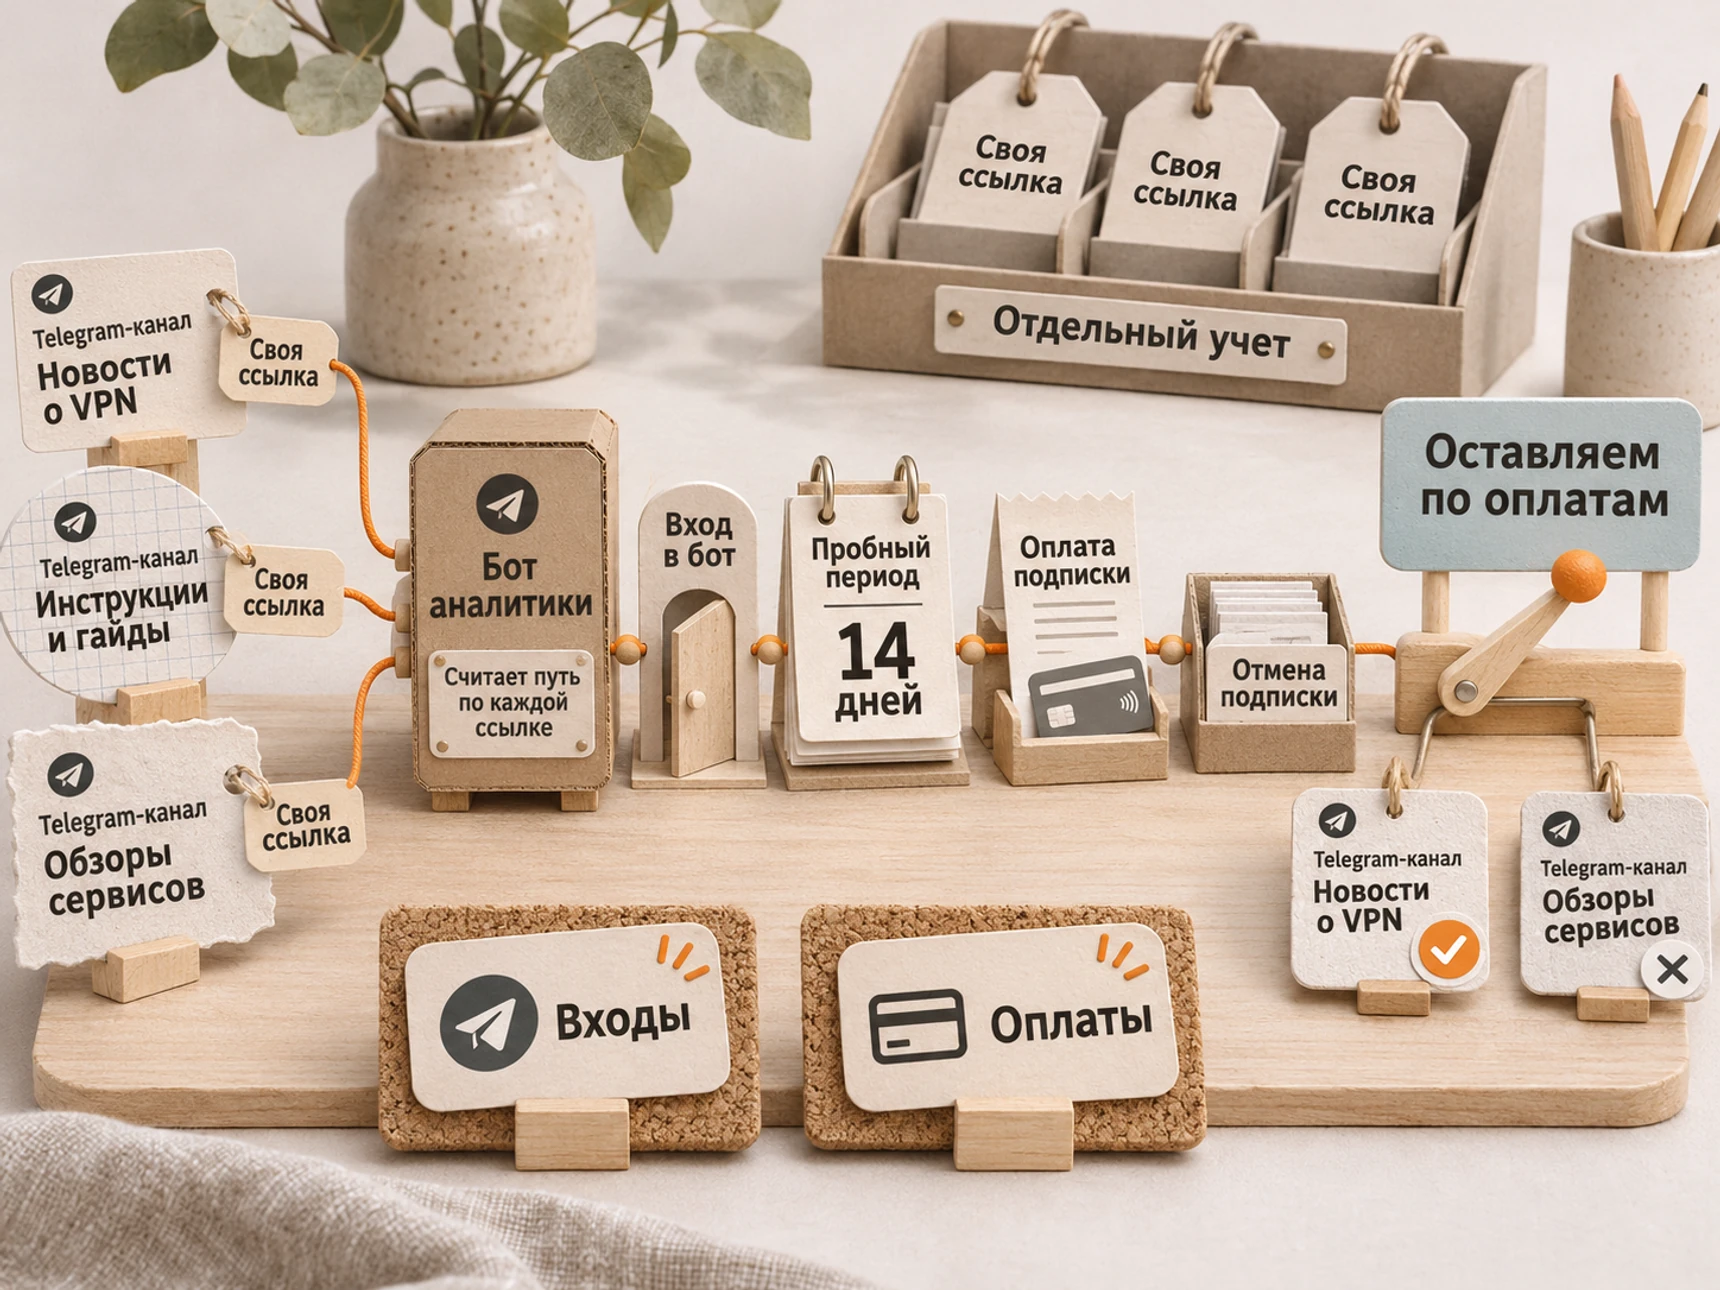 Своя
ссылка
Своя
ссылка
Своя
ссылка
Отдельный учет
Telegram-канал
Новости
о VPN
Своя
ссылка
Telegram-канал
Инструкции
и гайды
Своя
ссылка
Telegram-канал
Обзоры
сервисов
Своя
ссылка
Бот
аналитики
Считает путь
по каждой
ссылке
Вход
в бот
Пробный
период
14
дней
Оплата
подписки
Отмена
подписки
Оставляем
по оплатам
Telegram-канал
Новости
о VPN
Telegram-канал
Обзоры
сервисов
Входы
Оплаты